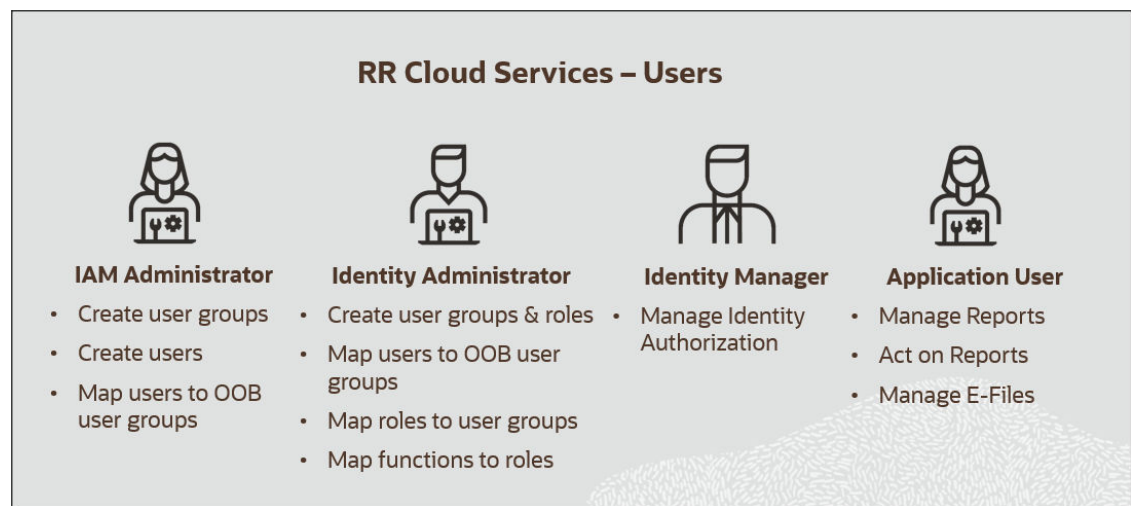 RR Cloud Services – Users
IAM Administrator
• Create user groups
• Create users
• Map users to OOB
user groups
Identity Administrator
• Create user groups & roles
• Map users to OOB user
groups
• Map roles to user groups
• Map functions to roles
Identity Manager
• Manage Identity
Authorization
Application User
• Manage Reports
• Act on Reports
• Manage E-Files